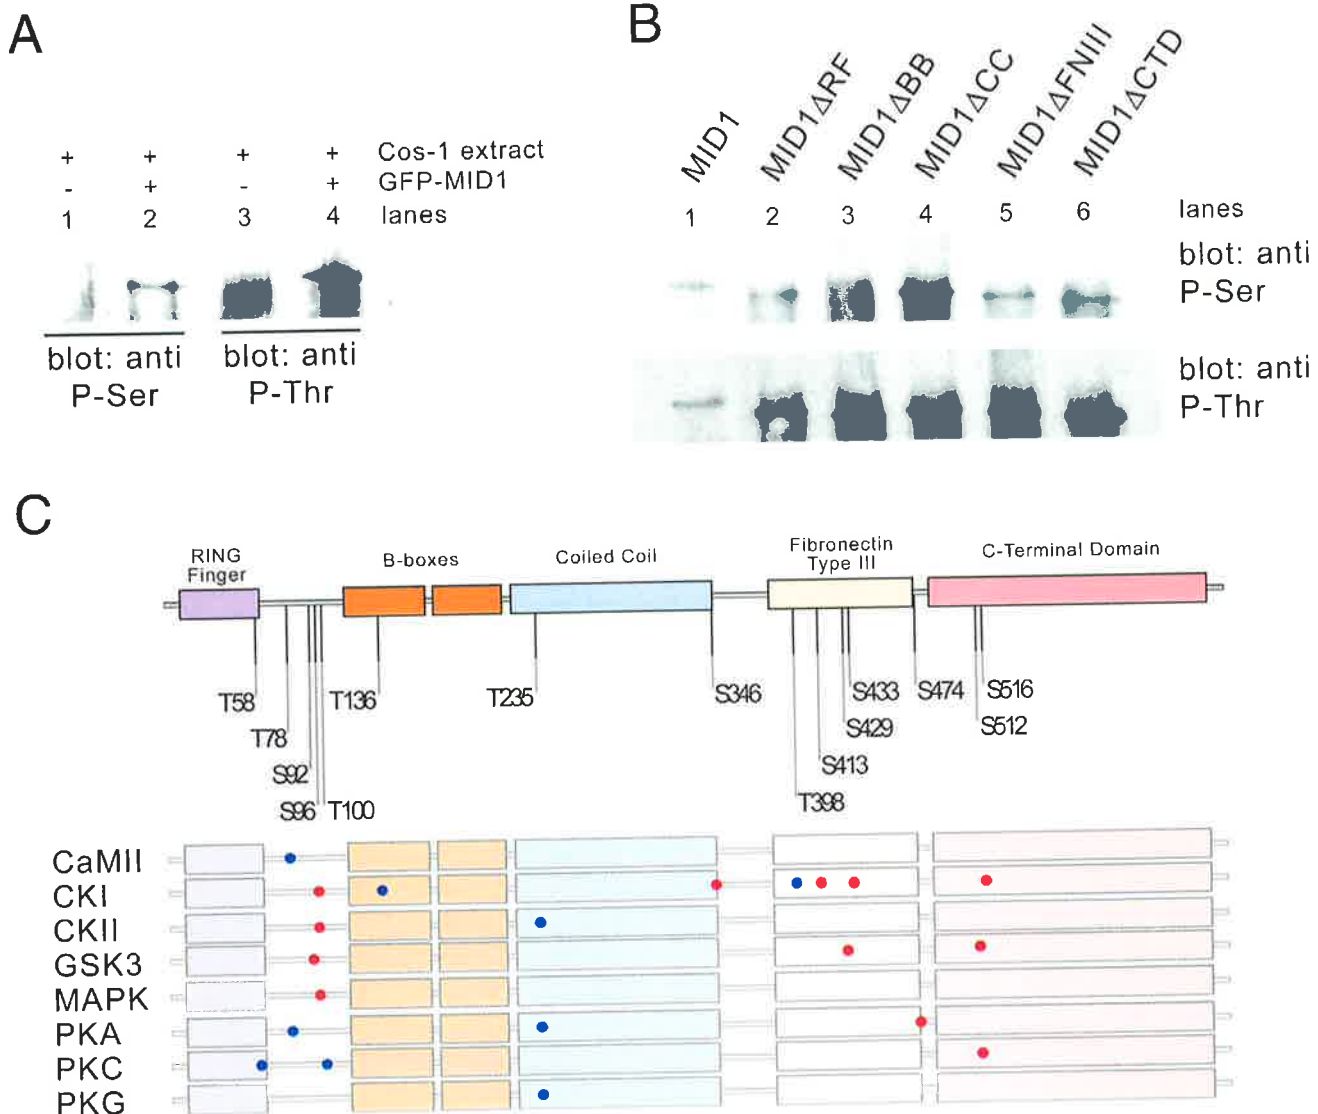 A
+ + + + Cos-1 extract
- + - + GFP-MID1
1 2 3 4 lanes
blot: anti
P-Ser
blot: anti
P-Thr
B
MID1
MID1ΔRF
MID1ΔBB
MID1ΔCC
MID1ΔFNIII
MID1ΔCTD
1 2 3 4 5 6 lanes
blot: anti
P-Ser
blot: anti
P-Thr
C
RING
Finger
B-boxes
Coiled Coil
Fibronectin
Type III
C-Terminal Domain
T58
T78
S92
S96
T100
T136
T235
S346
T398
S413
S429
S433
S474
S512
S516
CaMII
CKI
CKII
GSK3
MAPK
PKA
PKC
PKG